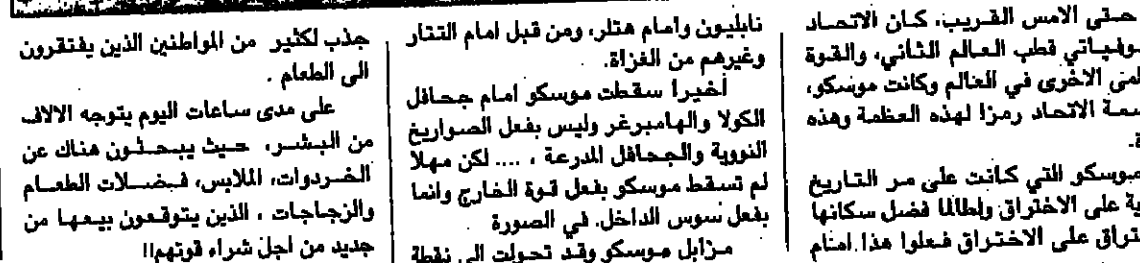 حتى الامس القريب، كان الاتحاد
قطب العالم الثاني، والقوة
الاخرى في العالم وكانت موسكو،
الاتحاد رمزا لهذه العظمة وهذه
موسكو التي كانت على مر التاريخ
على الاختراق ولطالما فضل سكانها
على الاختراق فعلوا هذا امام
نابليون وامام هتلر، ومن قبل امام التتار
وغيرهم من الغزاة.
أخيرا سقطت موسكو امام جحافل
الكولا والهامبرغر وليس بفعل الصواريخ
النووية والجحافل المدرعة ، .... لكن مهلا
لم تسقط موسكو بفعل قوة الخارج وانما
بفعل سوس الداخل. في الصورة
مزابل موسكو وقد تحولت الى نقطة
جذب لكثير من المواطنين الذين يفتقرون
الى الطعام .
على مدى ساعات اليوم يتوجه الالاف
من البشر، حيث يبحثون هناك عن
الخردوات، الملابس، فضلات الطعام
والزجاجات ، الذين يتوقعون بيعها من
جديد من اجل شراء قوتهم!!